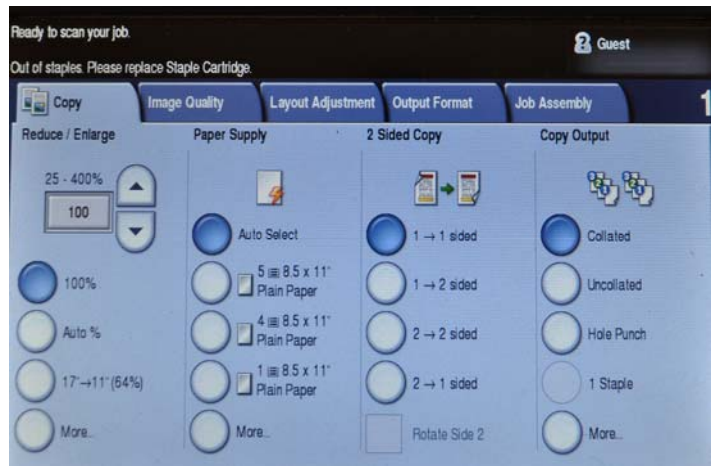 Ready to scan your job.
Guest
Out of staples. Please replace Staple Cartridge.
Copy
Image Quality
Layout Adjustment
Output Format
Job Assembly
1
Reduce / Enlarge
25 - 400%
100
100%
Auto %
17"→11" (64%)
More...
Paper Supply
Auto Select
5 8.5 x 11"
Plain Paper
4 8.5 x 11"
Plain Paper
1 8.5 x 11"
Plain Paper
More...
2 Sided Copy
1 → 1 sided
1 → 2 sided
2 → 2 sided
2 → 1 sided
Rotate Side 2
Copy Output
Collated
Uncollated
Hole Punch
1 Staple
More...